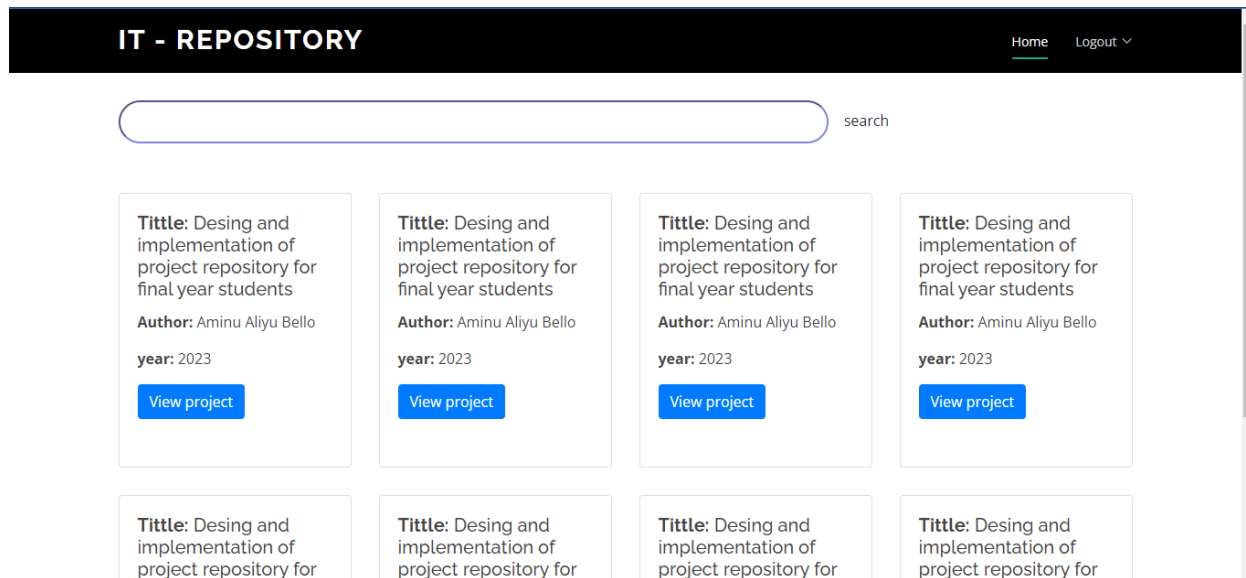 IT - REPOSITORY
Home Logout
search
Tittle: Desing and
implementation of
project repository for
final year students
Author: Aminu Aliyu Bello
year: 2023
View project
Tittle: Desing and
implementation of
project repository for
final year students
Author: Aminu Aliyu Bello
year: 2023
View project
Tittle: Desing and
implementation of
project repository for
final year students
Author: Aminu Aliyu Bello
year: 2023
View project
Tittle: Desing and
implementation of
project repository for
final year students
Author: Aminu Aliyu Bello
year: 2023
View project
Tittle: Desing and
implementation of
project repository for
Tittle: Desing and
implementation of
project repository for
Tittle: Desing and
implementation of
project repository for
Tittle: Desing and
implementation of
project repository for